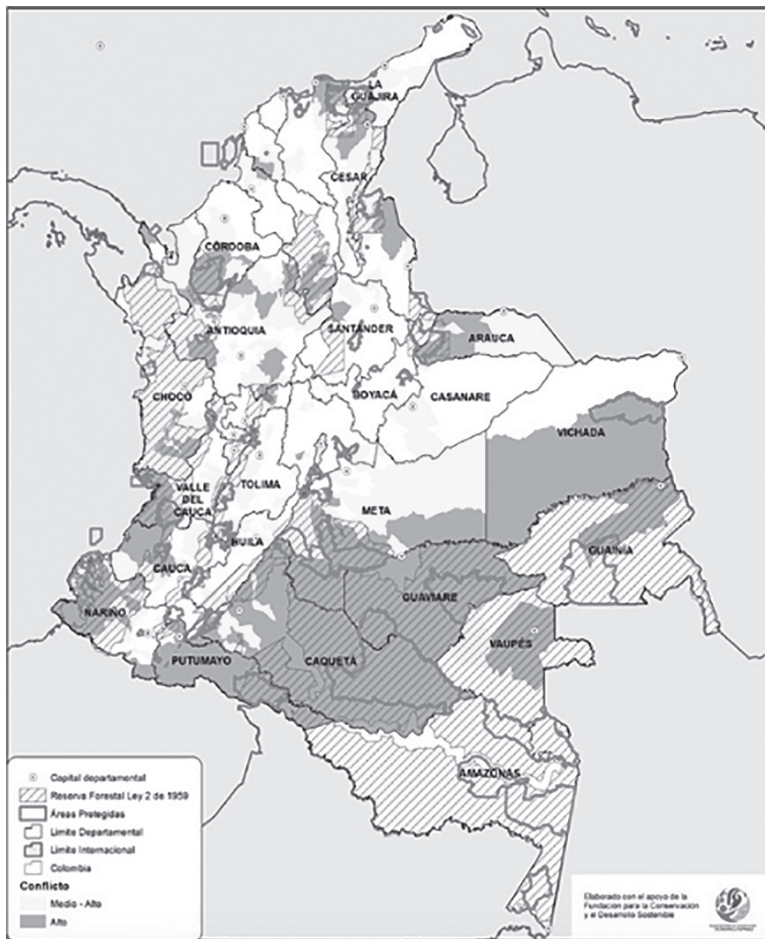 LA
GUAJIRA
CESAR
CÓRDOBA
ANTIOQUIA
SANTANDER
ARAUCA
CHOCÓ
BOYACÁ
CASANARE
VICHADA
VALLE
DEL
CAUCA
TOLIMA
META
HUILA
GUAINÍA
CAUCA
GUAVIARE
NARIÑO
VAUPÉS
PUTUMAYO
CAQUETÁ
AMAZONAS
Capital departamental
Reserva Forestal Ley 2 de 1959
Áreas Protegidas
Límite Departamental
Límite Internacional
Colombia
Conflicto
Medio - Alto
Alto
Elaborado con el apoyo de la
Fundación para la Conservación
y el Desarrollo Sostenible